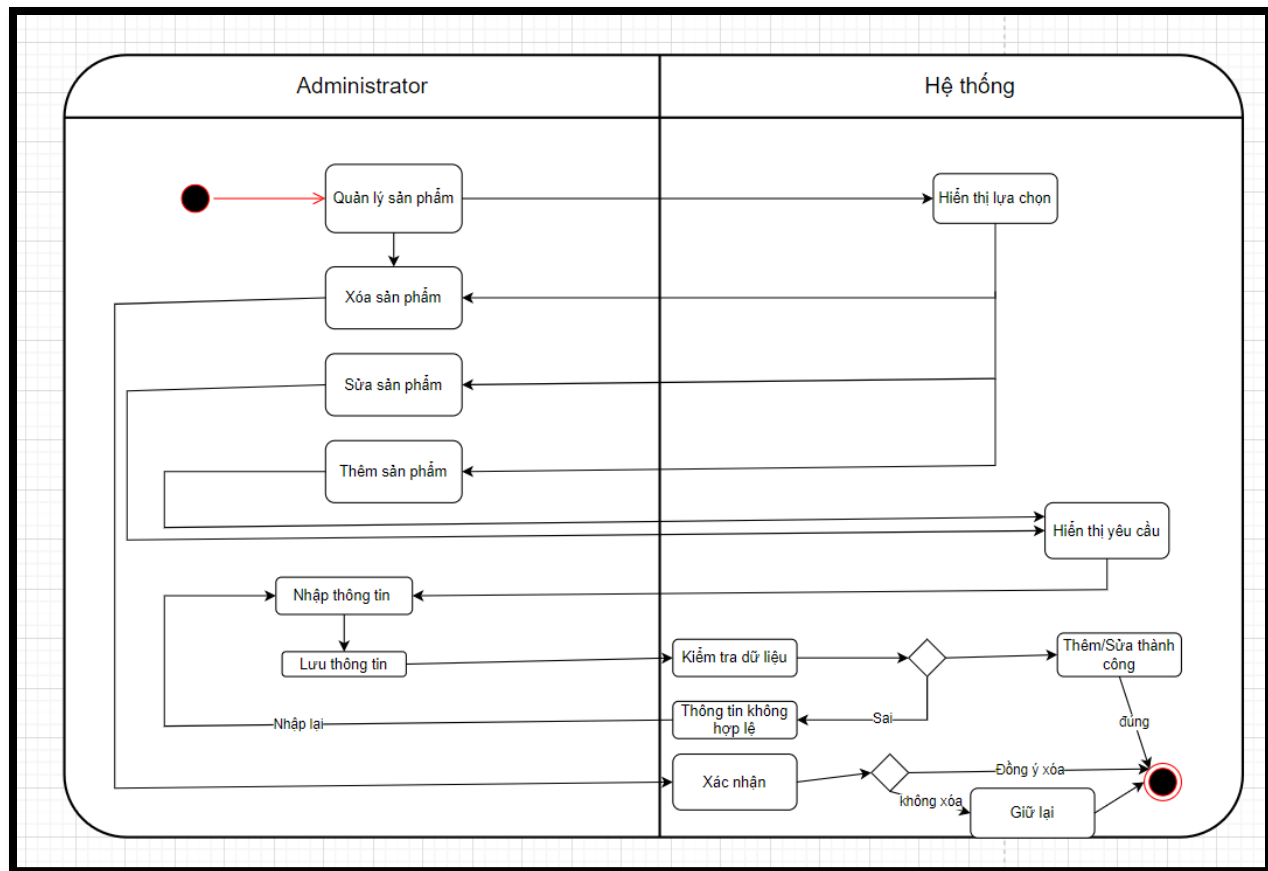 Administrator
Hệ thống
Quản lý sản phẩm
Hiển thị lựa chọn
Xóa sản phẩm
Sửa sản phẩm
Thêm sản phẩm
Hiển thị yêu cầu
Nhập thông tin
Lưu thông tin
Kiểm tra dữ liệu
Thêm/Sửa thành
công
Thông tin không
hợp lệ
Sai
Nhập lại
đúng
Xác nhận
Đồng ý xóa
không xóa
Giữ lại